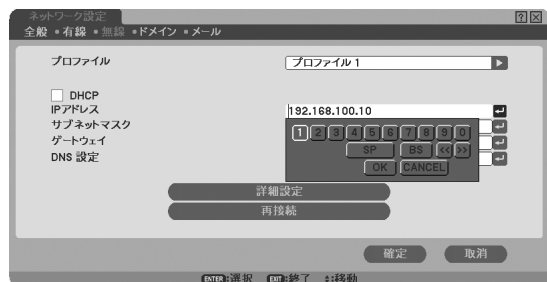 ネットワーク設定
全般 ●有線 ●無線 ●ドメイン ●メール
プロファイル
プロファイル 1
DHCP
IPアドレス
192.168.100.10
サブネットマスク
ゲートウェイ
DNS 設定
1 2 3 4 5 6 7 8 9 0
SP BS << >>
OK CANCEL
詳細設定
再接続
確定 取消
ENTER:選択 EXIT:終了 :移動